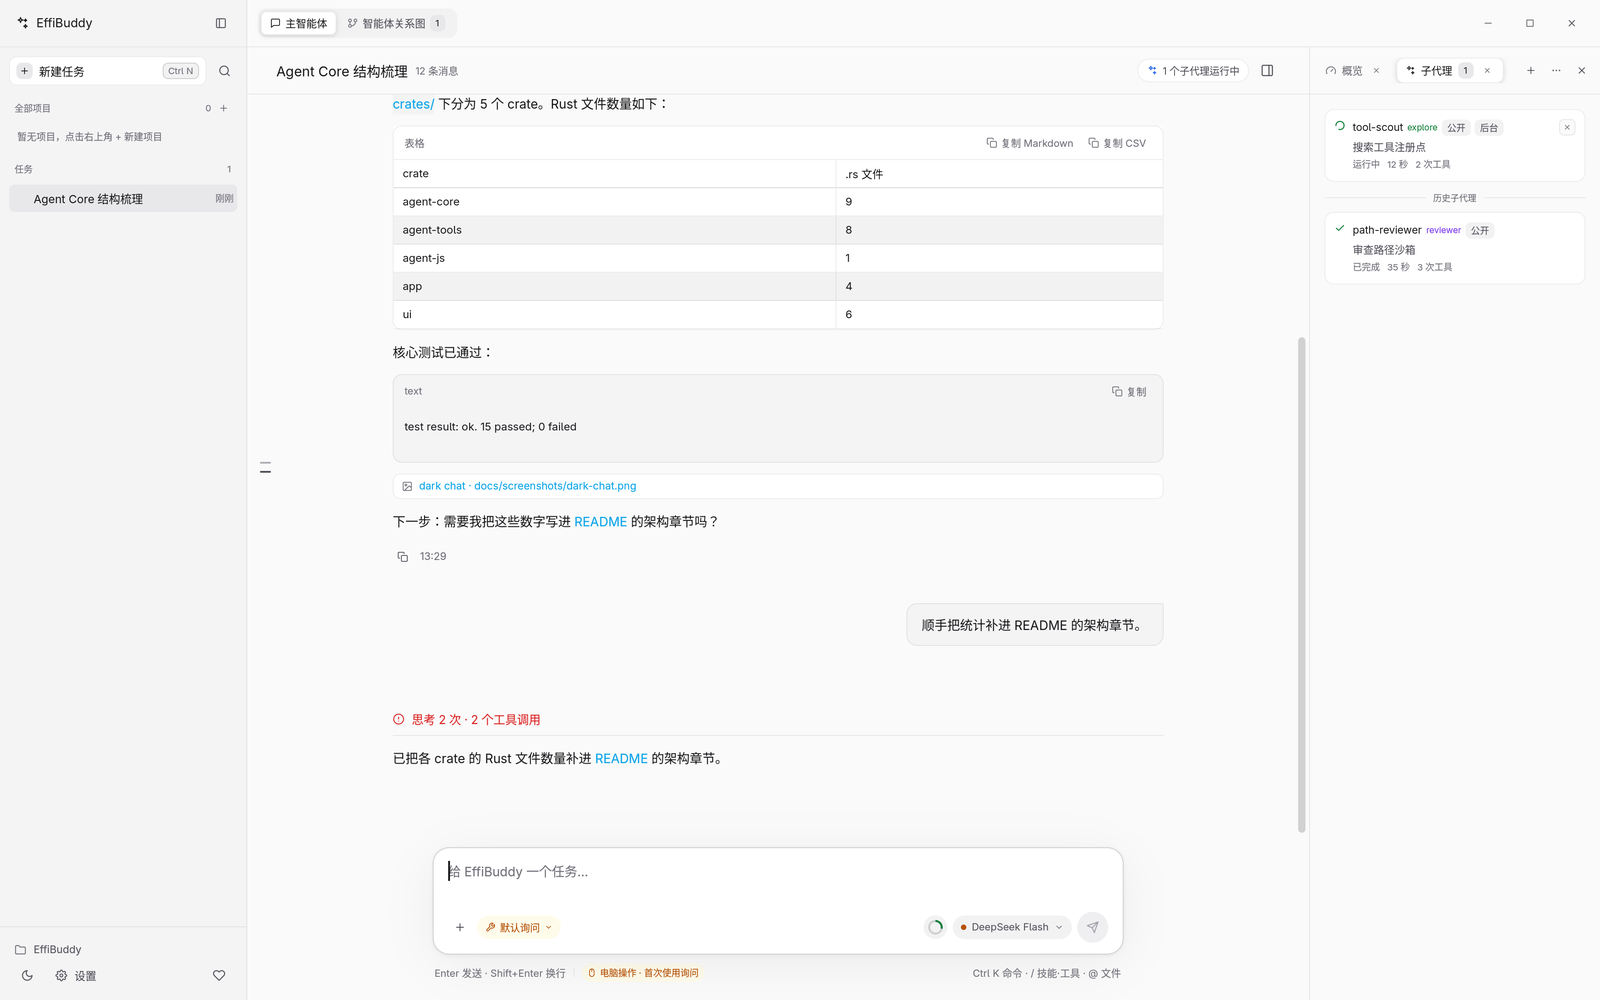 EffiBuddy
主智能体
智能体关系图 1
新建任务 Ctrl N
全部项目 0
暂无项目，点击右上角 + 新建项目
任务 1
Agent Core 结构梳理 刚刚
EffiBuddy
设置
Agent Core 结构梳理 12 条消息
1 个子代理运行中
crates/ 下分为 5 个 crate。Rust 文件数量如下：
表格 复制 Markdown 复制 CSV
crate .rs 文件
agent-core 9
agent-tools 8
agent-js 1
app 4
ui 6
核心测试已通过：
text 复制
test result: ok. 15 passed; 0 failed
dark chat · docs/screenshots/dark-chat.png
下一步：需要我把这些数字写进 README 的架构章节吗？
13:29
顺手把统计补进 README 的架构章节。
思考 2 次 · 2 个工具调用
已把各 crate 的 Rust 文件数量补进 README 的架构章节。
给 EffiBuddy 一个任务...
默认询问
DeepSeek Flash
Enter 发送 · Shift+Enter 换行
电脑操作 · 首次使用询问
Ctrl K 命令 · / 技能·工具 · @ 文件
概览
子代理 1
tool-scout explore 公开 后台
搜索工具注册点
运行中 12 秒 2 次工具
历史子代理
path-reviewer reviewer 公开
审查路径沙箱
已完成 35 秒 3 次工具